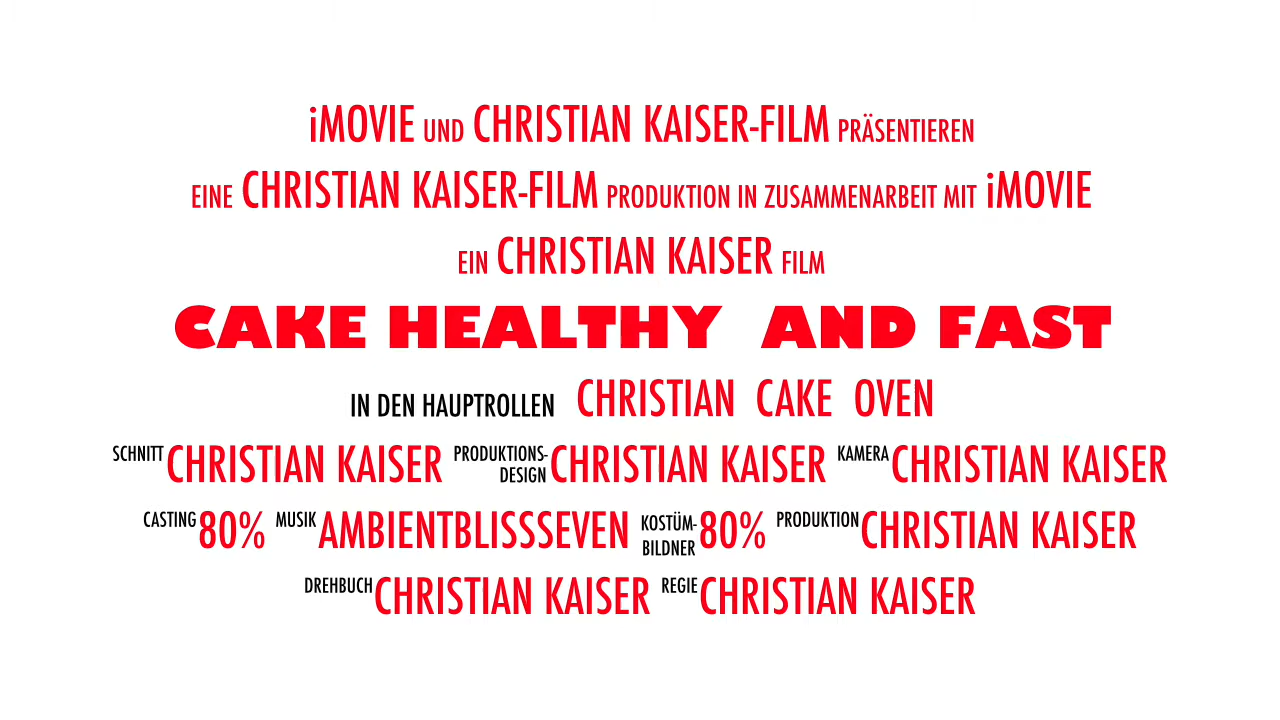 iMOVIE UND CHRISTIAN KAISER-FILM PRÄSENTIEREN
EINE CHRISTIAN KAISER-FILM PRODUKTION IN ZUSAMMENARBEIT MIT iMOVIE
EIN CHRISTIAN KAISER FILM
CAKE HEALTHY AND FAST
IN DEN HAUPTROLLEN CHRISTIAN CAKE OVEN
SCHNITT CHRISTIAN KAISER PRODUKTIONS-DESIGN CHRISTIAN KAISER KAMERA CHRISTIAN KAISER
CASTING 80% MUSIK AMBIENTBLISSSEVEN KOSTÜM-BILDNER 80% PRODUKTION CHRISTIAN KAISER
DREHBUCH CHRISTIAN KAISER REGIE CHRISTIAN KAISER